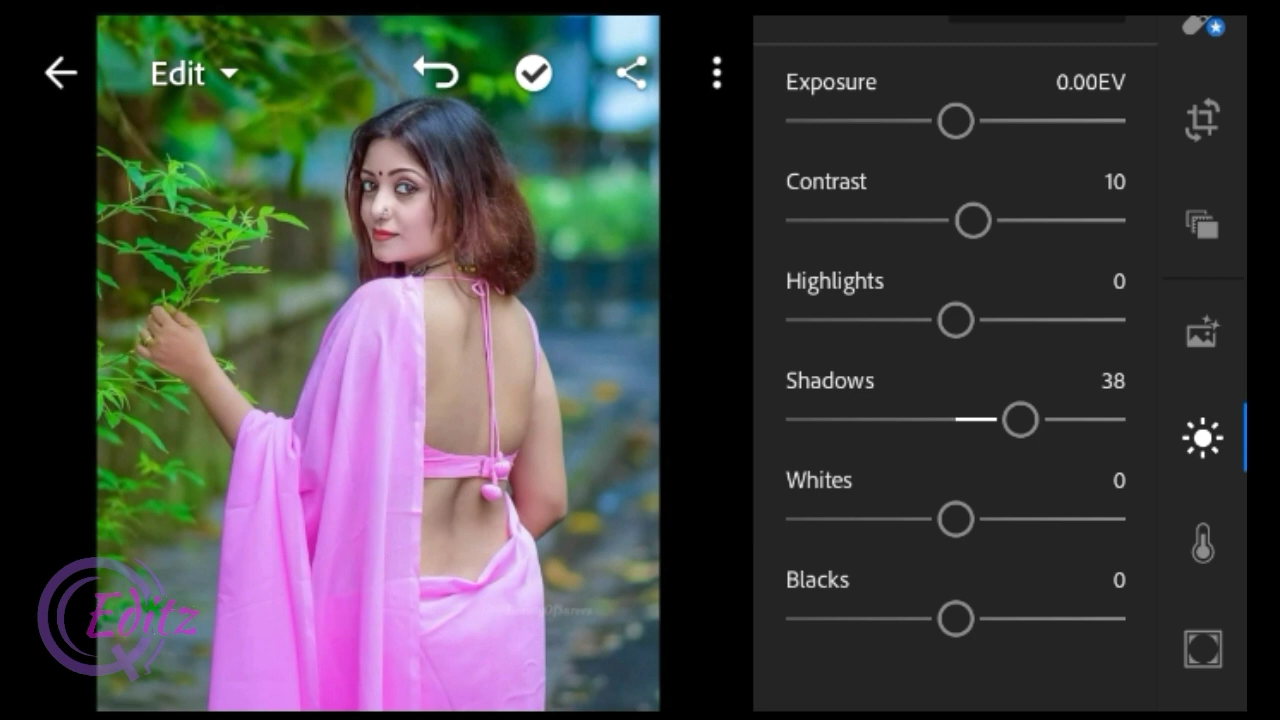 Edit
Exposure 0.00EV
Contrast 10
Highlights 0
Shadows 38
Whites 0
Blacks 0
Editz